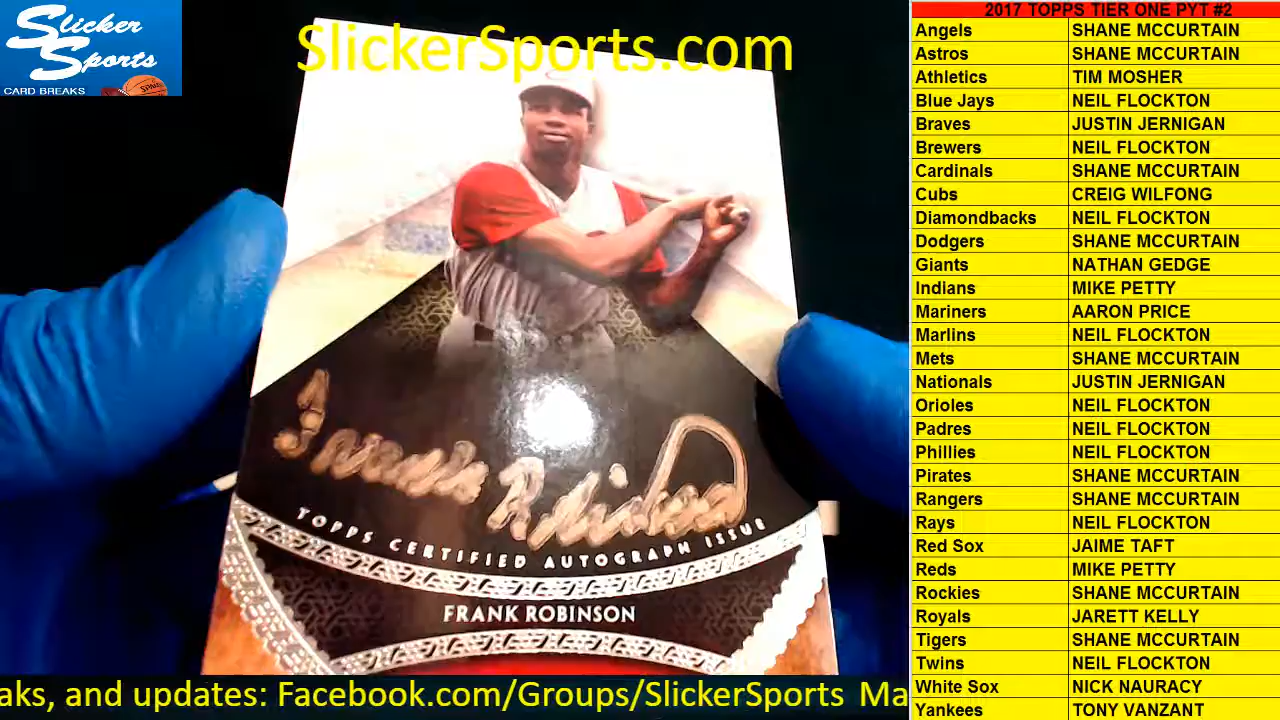 Slicker
Sports
CARD BREAKS
SPALDING
SlickerSports.com
Frank Robinson
TOPPS CERTIFIED AUTOGRAPH ISSUE
FRANK ROBINSON
aks, and updates: Facebook.com/Groups/SlickerSports Ma
2017 TOPPS TIER ONE PYT #2
Angels SHANE MCCURTAIN
Astros SHANE MCCURTAIN
Athletics TIM MOSHER
Blue Jays NEIL FLOCKTON
Braves JUSTIN JERNIGAN
Brewers NEIL FLOCKTON
Cardinals SHANE MCCURTAIN
Cubs CREIG WILFONG
Diamondbacks NEIL FLOCKTON
Dodgers SHANE MCCURTAIN
Giants NATHAN GEDGE
Indians MIKE PETTY
Mariners AARON PRICE
Marlins NEIL FLOCKTON
Mets SHANE MCCURTAIN
Nationals JUSTIN JERNIGAN
Orioles NEIL FLOCKTON
Padres NEIL FLOCKTON
Phillies NEIL FLOCKTON
Pirates SHANE MCCURTAIN
Rangers SHANE MCCURTAIN
Rays NEIL FLOCKTON
Red Sox JAIME TAFT
Reds MIKE PETTY
Rockies SHANE MCCURTAIN
Royals JARETT KELLY
Tigers SHANE MCCURTAIN
Twins NEIL FLOCKTON
White Sox NICK NAURACY
Yankees TONY VANZANT